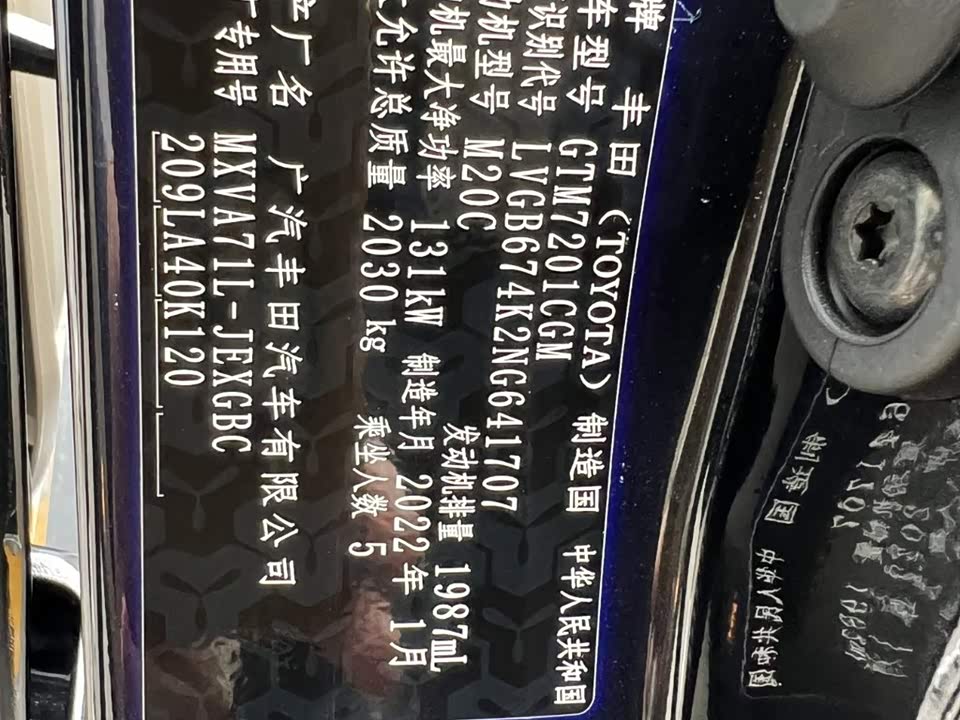 牌 丰田（TOYOTA） 制造国 中华人民共和国
车型号 GTM7201CGM
识别代号 LVGB674K2NG641707
机型号 M20C 发动机排量 1987mL
机最大净功率 131kW 制造年月 2022年1月
允许总质量 2030kg 乘坐人数 5
产厂名 广汽丰田汽车有限公司
专用号 MXVA71L-JEXGBC
209LA40K120